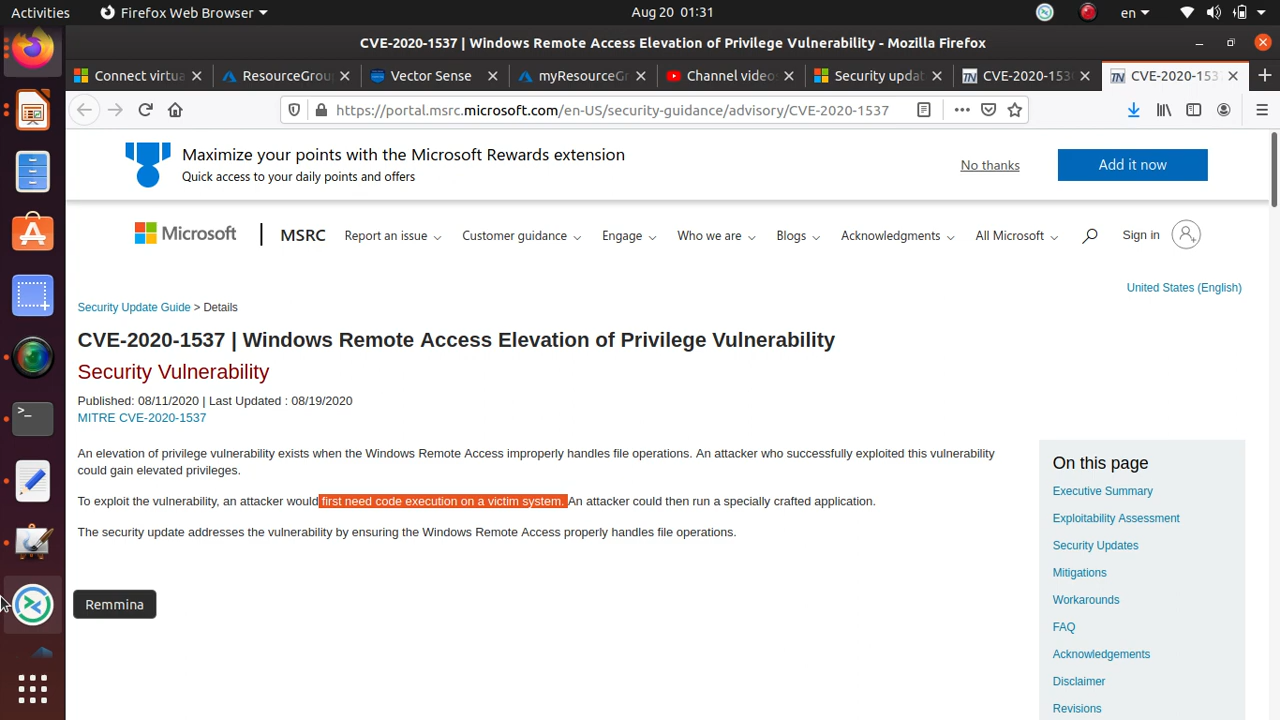 Activities
Firefox Web Browser
Aug 20 01:31
en
CVE-2020-1537 | Windows Remote Access Elevation of Privilege Vulnerability - Mozilla Firefox
Connect virtua
ResourceGrou
Vector Sense
myResourceGr
Channel videos
Security updat
CVE-2020-153
CVE-2020-153
https://portal.msrc.microsoft.com/en-US/security-guidance/advisory/CVE-2020-1537
Maximize your points with the Microsoft Rewards extension
Quick access to your daily points and offers
No thanks
Add it now
Microsoft
MSRC
Report an issue
Customer guidance
Engage
Who we are
Blogs
Acknowledgments
All Microsoft
Sign in
United States (English)
Security Update Guide > Details
CVE-2020-1537 | Windows Remote Access Elevation of Privilege Vulnerability
Security Vulnerability
Published: 08/11/2020 | Last Updated : 08/19/2020
MITRE CVE-2020-1537
An elevation of privilege vulnerability exists when the Windows Remote Access improperly handles file operations. An attacker who successfully exploited this vulnerability
could gain elevated privileges.
To exploit the vulnerability, an attacker would first need code execution on a victim system. An attacker could then run a specially crafted application.
The security update addresses the vulnerability by ensuring the Windows Remote Access properly handles file operations.
On this page
Executive Summary
Exploitability Assessment
Security Updates
Mitigations
Workarounds
FAQ
Acknowledgements
Disclaimer
Revisions
Remmina